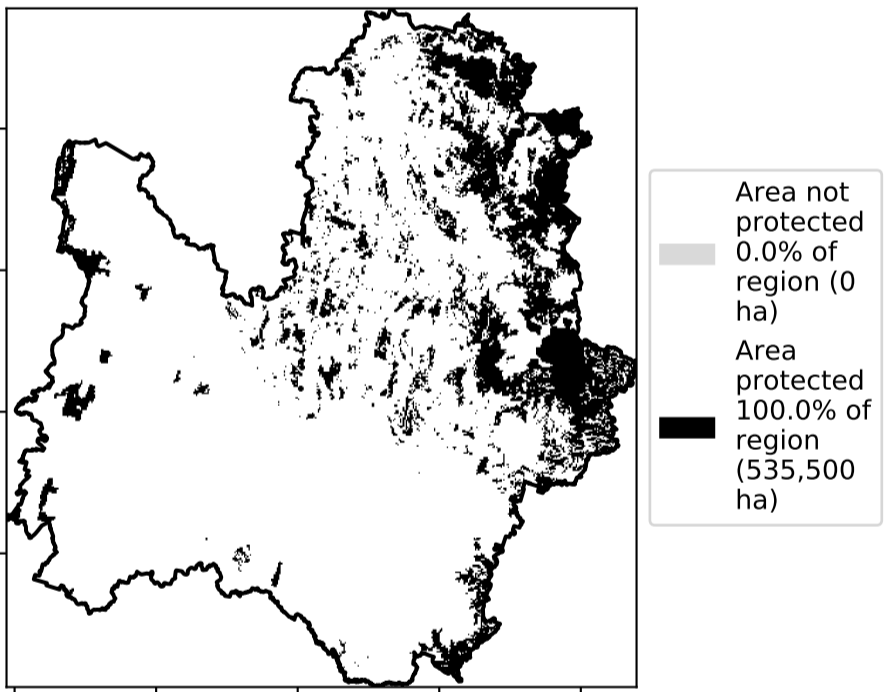 Area not
protected
0.0% of
region (0
ha)
Area
protected
100.0% of
region
(535,500
ha)